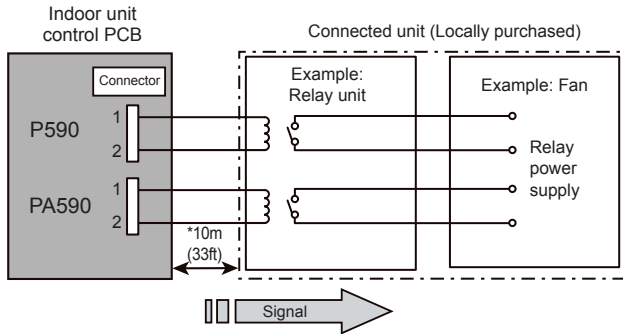 Indoor unit
control PCB
Connected unit (Locally purchased)
Connector
Example:
Relay unit
Example: Fan
P590
1
2
PA590
1
2
Relay
power
supply
*10m
(33ft)
Signal